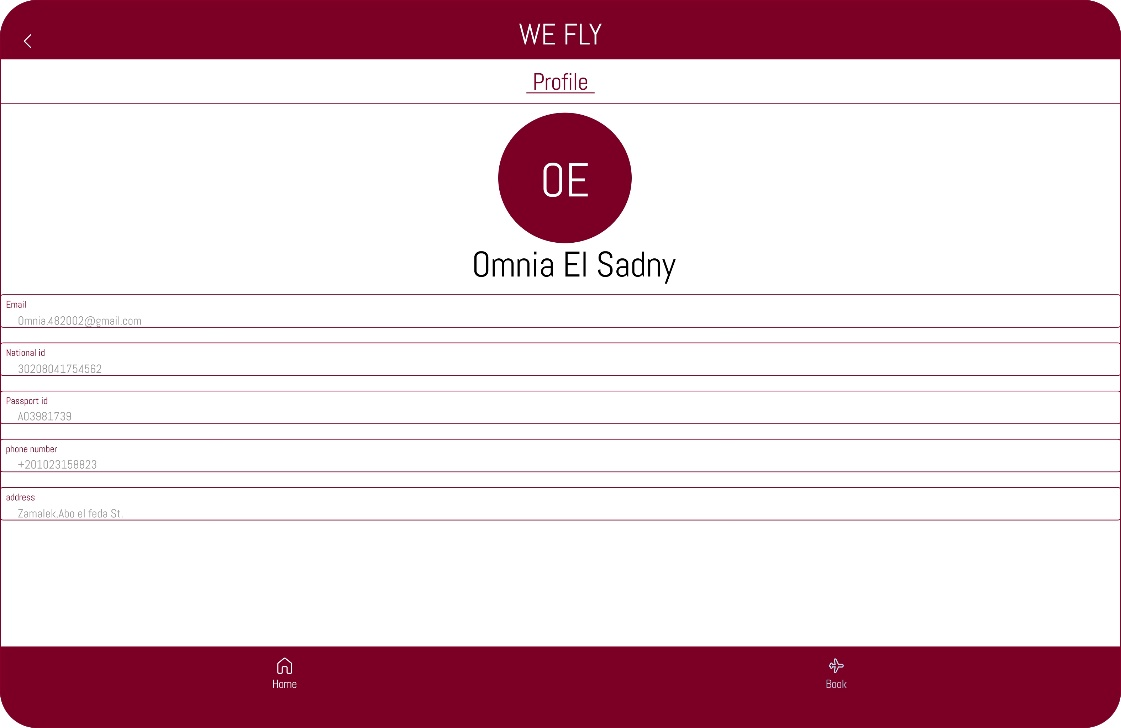 WE FLY
Profile
OE
Omnia El Sadny
Email
Omnia.482002@gmail.com
National id
30208041754562
Passport id
A03981739
phone number
+201023158823
address
Zamalek,Abo el feda St.
Home
Book